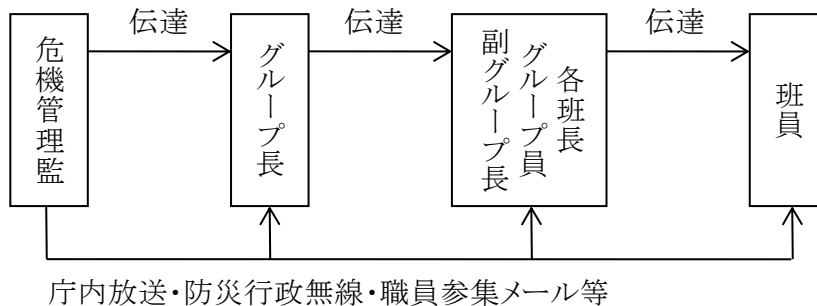 伝達
伝達
伝達
危機管理監
グループ長
各班長
グループ員
副グループ長
班員
庁内放送・防災行政無線・職員参集メール等